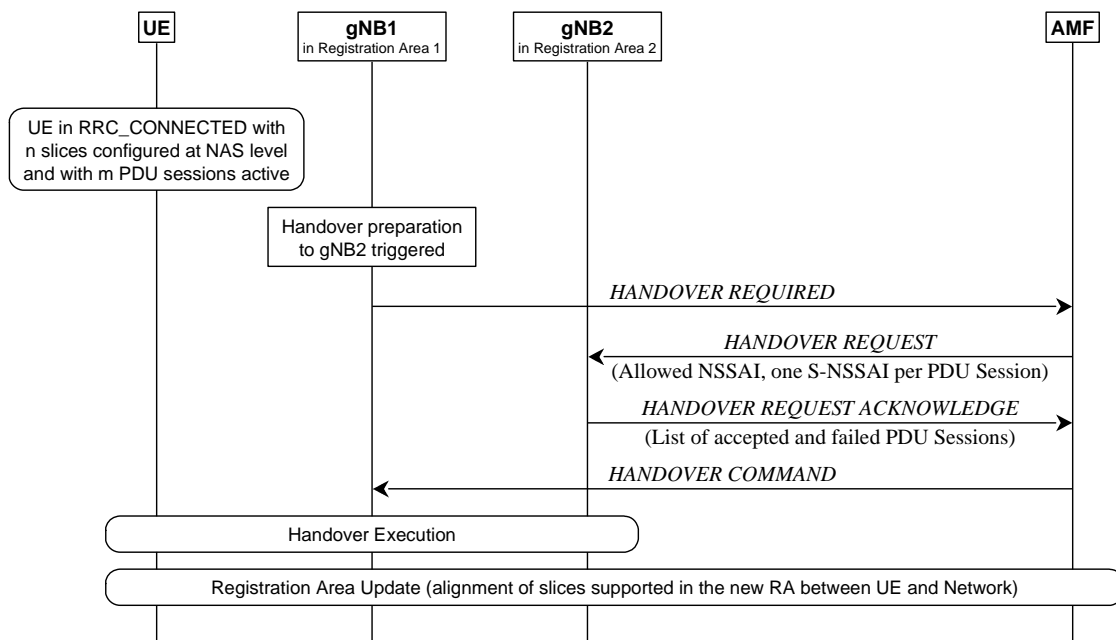 UE
gNB1
in Registration Area 1
gNB2
in Registration Area 2
AMF
UE in RRC_CONNECTED with
n slices configured at NAS level
and with m PDU sessions active
Handover preparation
to gNB2 triggered
HANDOVER REQUIRED
HANDOVER REQUEST
(Allowed NSSAI, one S-NSSAI per PDU Session)
HANDOVER REQUEST ACKNOWLEDGE
(List of accepted and failed PDU Sessions)
HANDOVER COMMAND
Handover Execution
Registration Area Update (alignment of slices supported in the new RA between UE and Network)